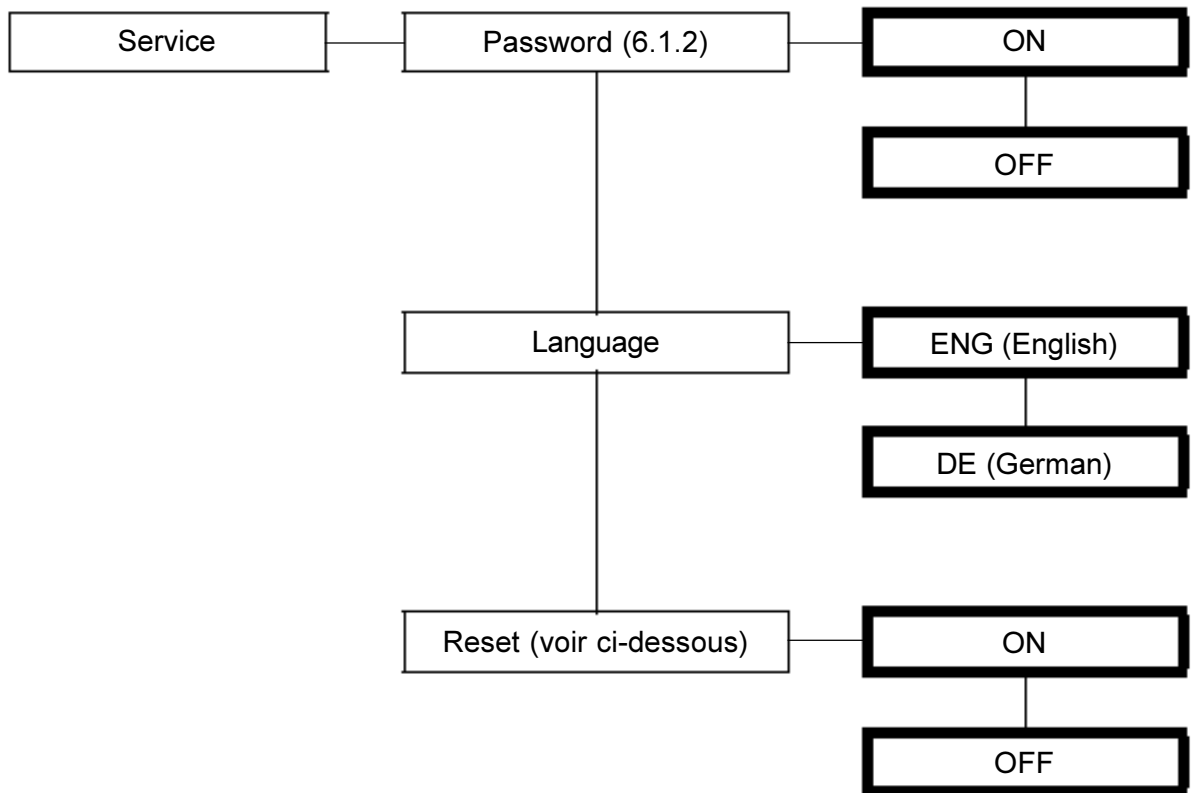 Service
Password (6.1.2)
ON
OFF
Language
ENG (English)
DE (German)
Reset (voir ci-dessous)
ON
OFF